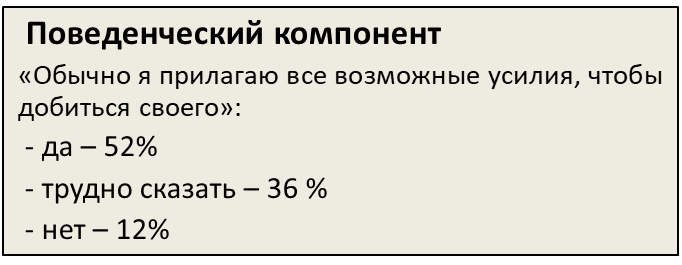 Поведенческий компонент
«Обычно я прилагаю все возможные усилия, чтобы
добиться своего»:
- да – 52%
- трудно сказать – 36 %
- нет – 12%